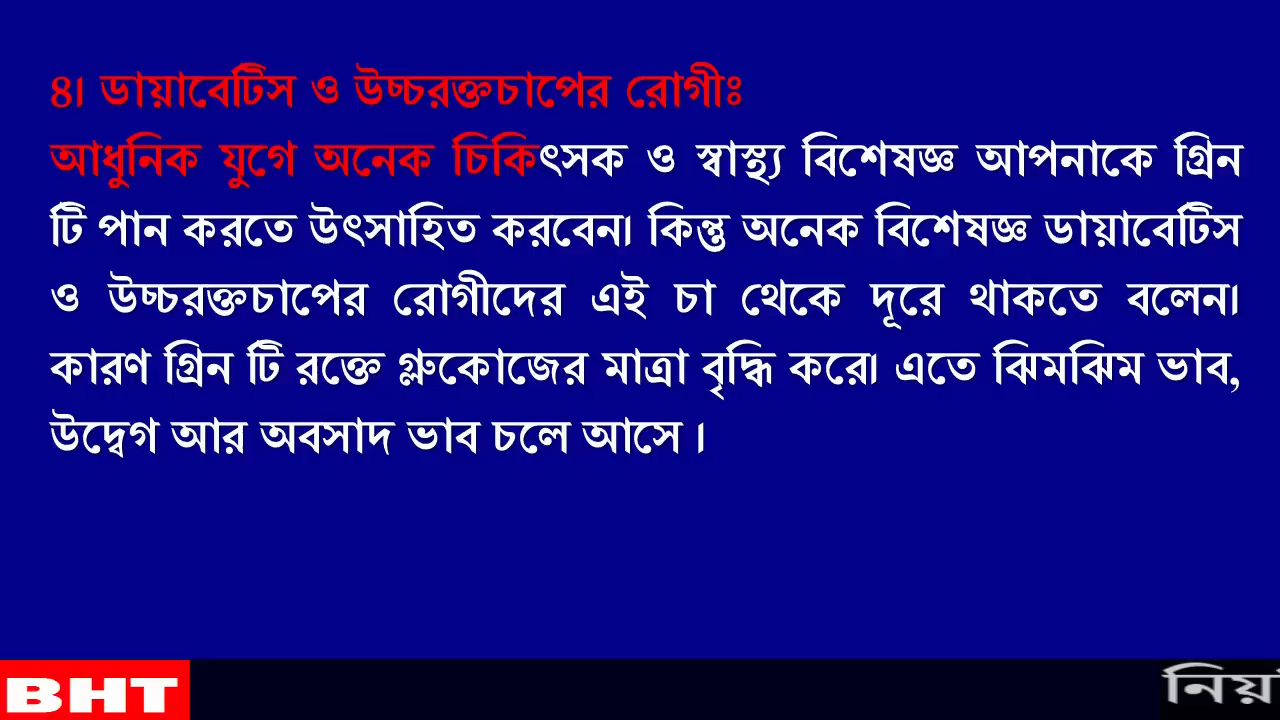 ৪। ডায়াবেটিস ও উচ্চরক্তচাপের রোগীঃ
আধুনিক যুগে অনেক চিকিৎসক ও স্বাস্থ্য বিশেষজ্ঞ আপনাকে গ্রিন
টি পান করতে উৎসাহিত করবেন। কিন্তু অনেক বিশেষজ্ঞ ডায়াবেটিস
ও উচ্চরক্তচাপের রোগীদের এই চা থেকে দূরে থাকতে বলেন।
কারণ গ্রিন টি রক্তে গ্লুকোজের মাত্রা বৃদ্ধি করে। এতে ঝিমঝিম ভাব,
উদ্বেগ আর অবসাদ ভাব চলে আসে ।
BHT